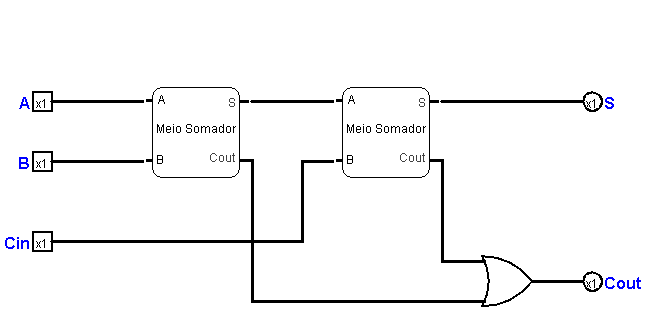 A x1
A
S
A
S
x1 S
Meio Somador
Meio Somador
B x1
B
Cout
B
Cout
Cin x1
x1 Cout